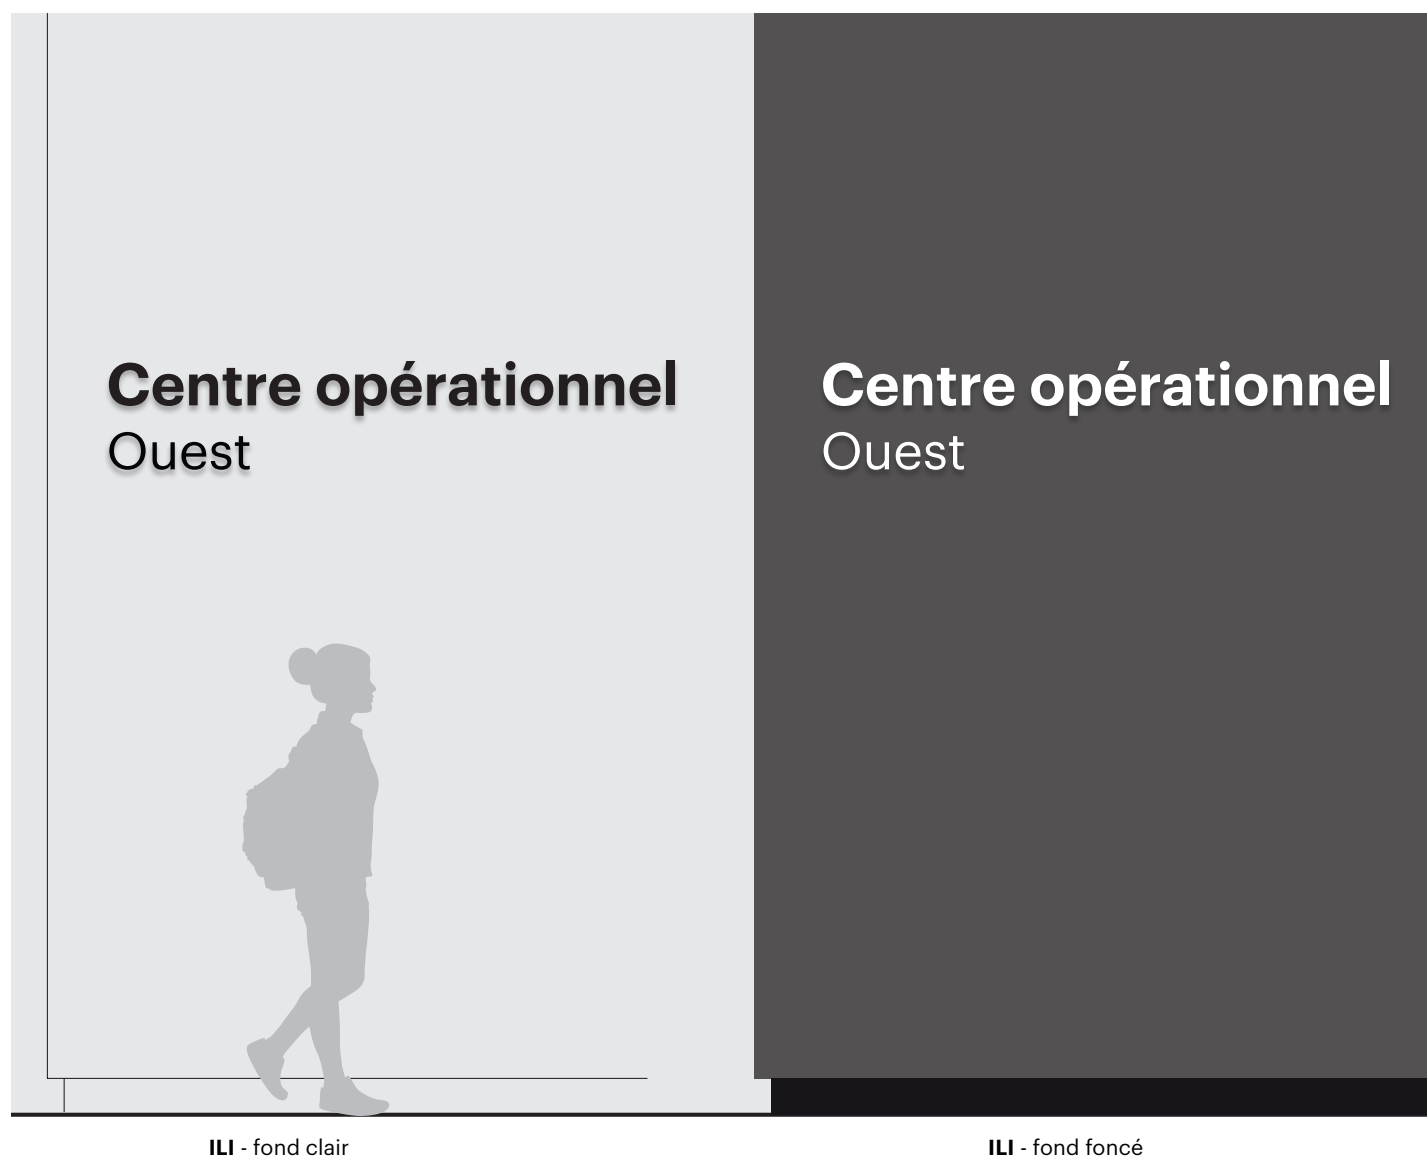 Centre opérationnel
Ouest
Centre opérationnel
Ouest
ILI - fond clair
ILI - fond foncé